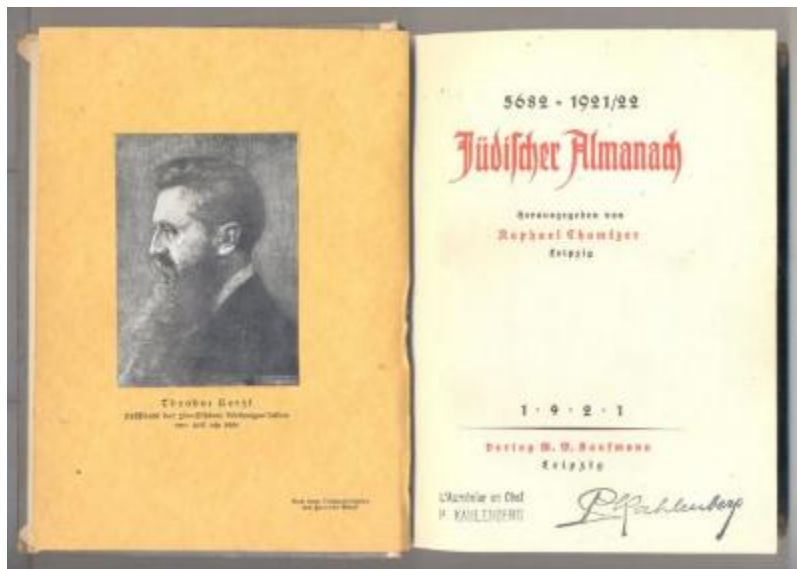 Theodor Herzl
5682 - 1921/22
Jüdischer Almanach
Herausgegeben von
Raphael Chamizer
Leipzig
1 · 9 · 2 · 1
Verlag M. W. Kaufmann
Leipzig
L'Aumônier en Chef
P. KAHLENBERG
P. Kahlenberg